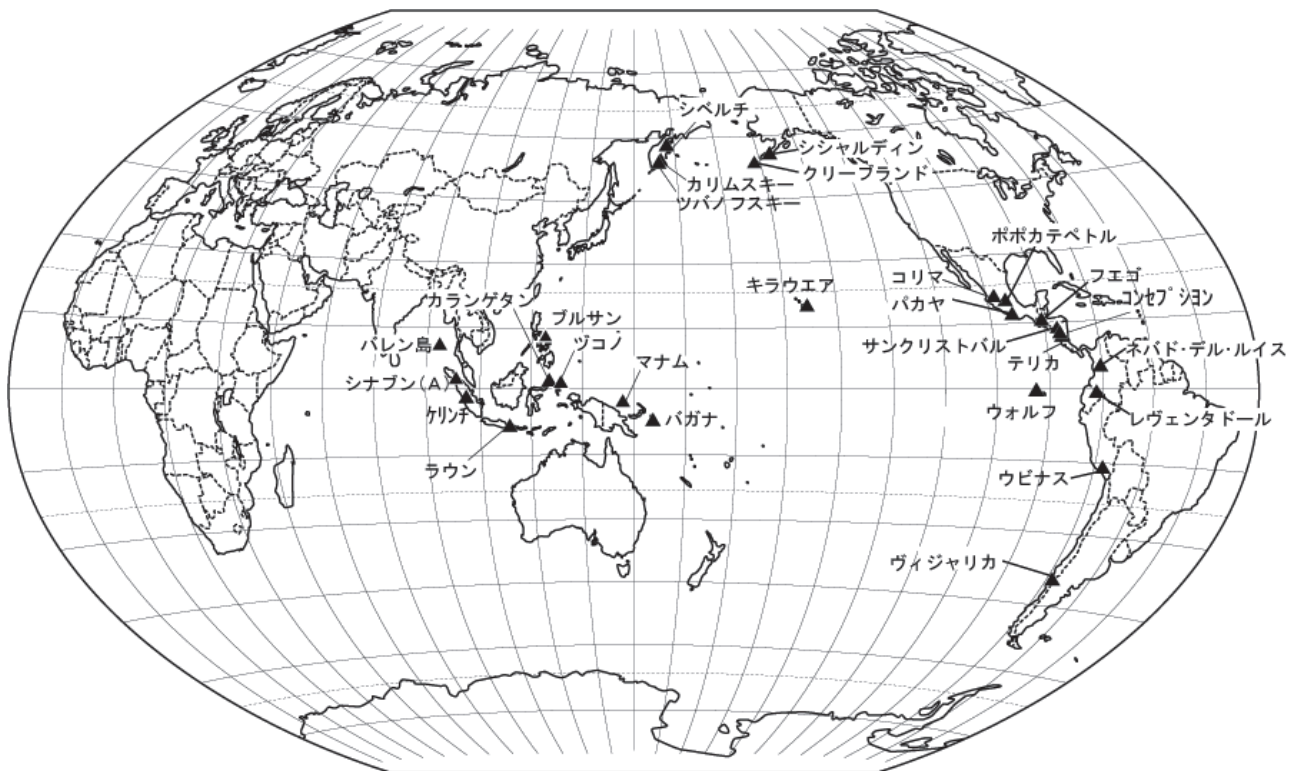 シベルチ
シシャルディン
クリーブランド
カリムスキー
ヅバノフスキー
ポポカテペトル
キラウエア
コリマ
フエゴ
パカヤ
コンセプション
カランゲタン
ブルサン
バレン島
ヅコノ
サンクリストバル
テリカ
ネバド・デル・ルイス
マナム
シナブン(A)
ケリンチ
バガナ
ウォルフ
レヴェンタドール
ラウン
ウビナス
ヴィジャリカ